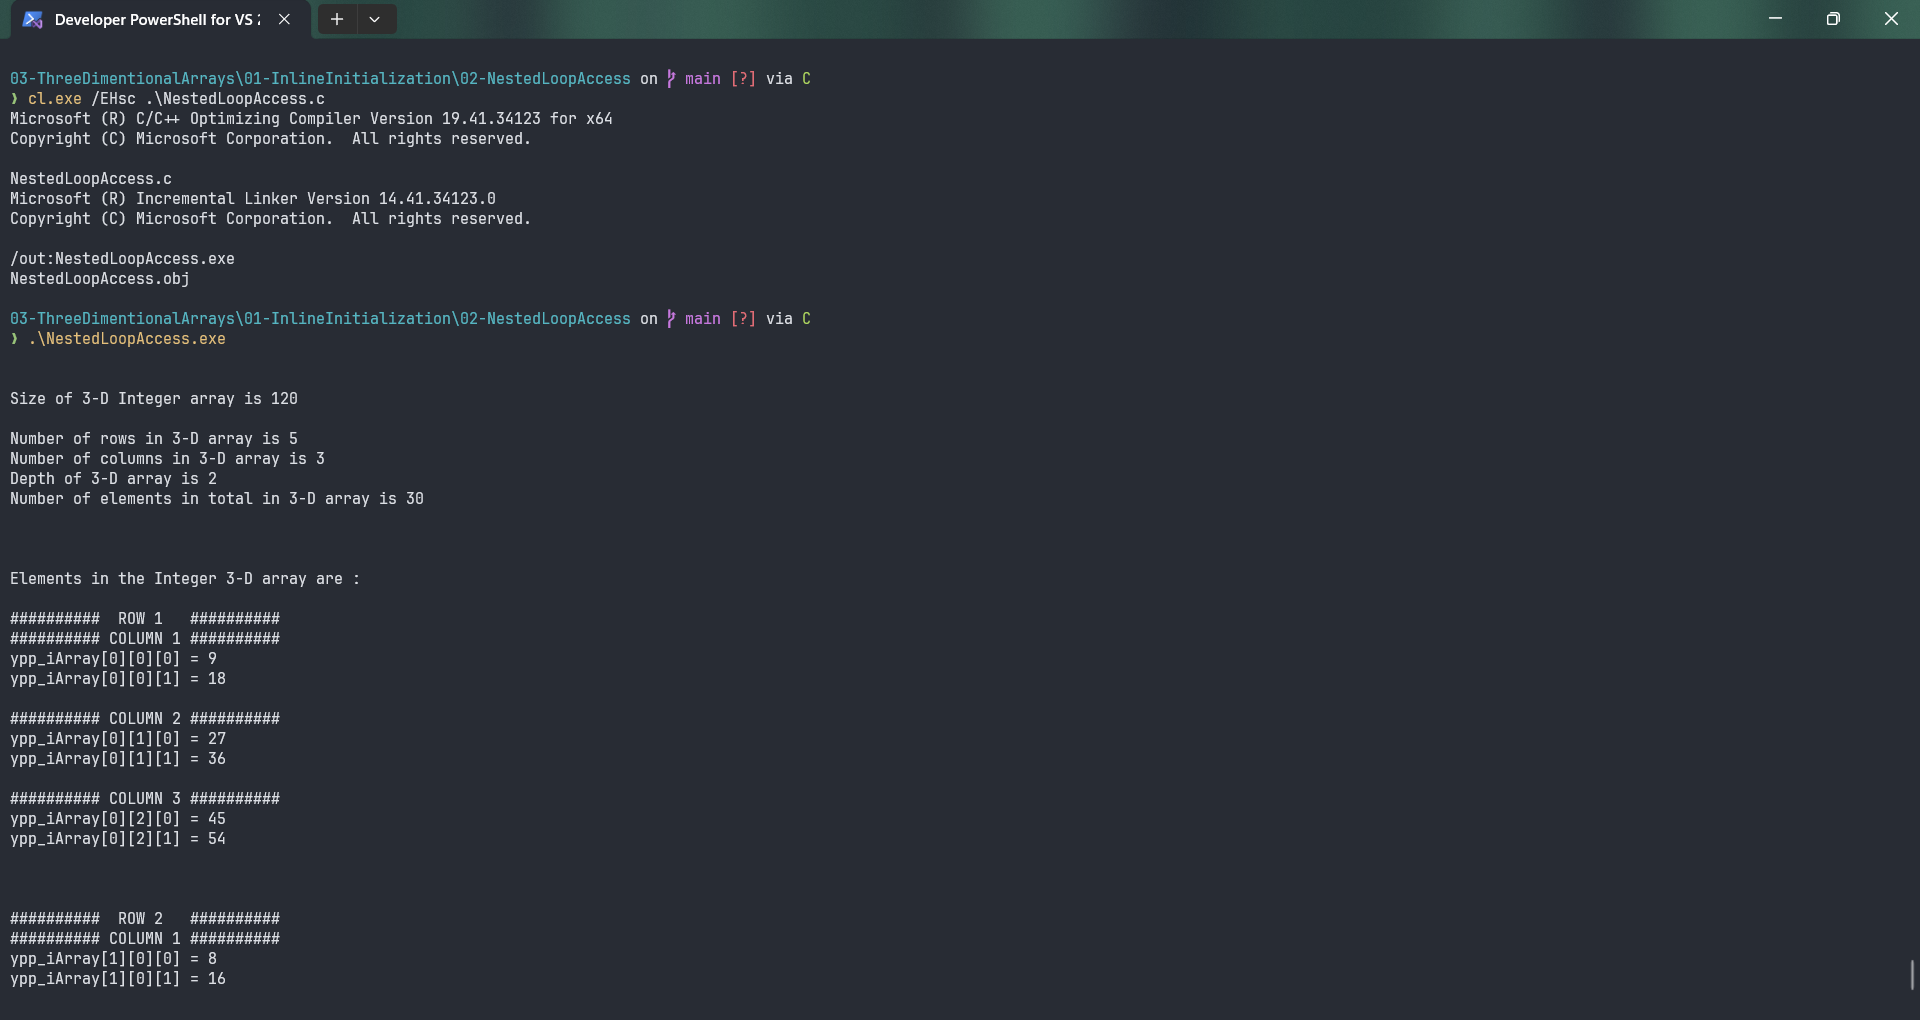 Developer PowerShell for VS 2
03-ThreeDimentionalArrays\01-InlineInitialization\02-NestedLoopAccess on main [?] via C
❯ cl.exe /EHsc .\NestedLoopAccess.c
Microsoft (R) C/C++ Optimizing Compiler Version 19.41.34123 for x64
Copyright (C) Microsoft Corporation.  All rights reserved.
NestedLoopAccess.c
Microsoft (R) Incremental Linker Version 14.41.34123.0
Copyright (C) Microsoft Corporation.  All rights reserved.
/out:NestedLoopAccess.exe
NestedLoopAccess.obj
03-ThreeDimentionalArrays\01-InlineInitialization\02-NestedLoopAccess on main [?] via C
❯ .\NestedLoopAccess.exe
Size of 3-D Integer array is 120
Number of rows in 3-D array is 5
Number of columns in 3-D array is 3
Depth of 3-D array is 2
Number of elements in total in 3-D array is 30
Elements in the Integer 3-D array are :
##########  ROW 1   ##########
########## COLUMN 1 ##########
ypp_iArray[0][0][0] = 9
ypp_iArray[0][0][1] = 18
########## COLUMN 2 ##########
ypp_iArray[0][1][0] = 27
ypp_iArray[0][1][1] = 36
########## COLUMN 3 ##########
ypp_iArray[0][2][0] = 45
ypp_iArray[0][2][1] = 54
##########  ROW 2   ##########
########## COLUMN 1 ##########
ypp_iArray[1][0][0] = 8
ypp_iArray[1][0][1] = 16